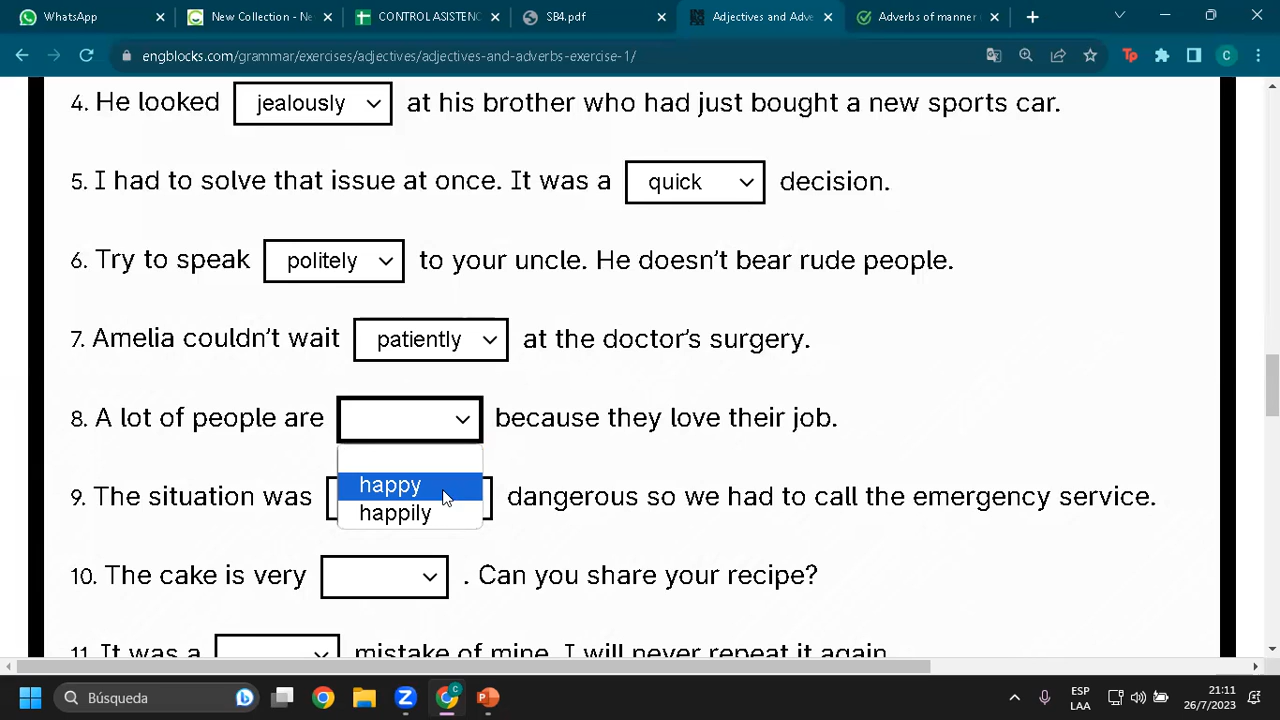 WhatsApp
New Collection - Ne
CONTROL ASISTENC
SB4.pdf
Adjectives and Adve
Adverbs of manner
engblocks.com/grammar/exercises/adjectives/adjectives-and-adverbs-exercise-1/
4. He looked jealously at his brother who had just bought a new sports car.
5. I had to solve that issue at once. It was a quick decision.
6. Try to speak politely to your uncle. He doesn't bear rude people.
7. Amelia couldn't wait patiently at the doctor's surgery.
8. A lot of people are because they love their job.
happy
happily
9. The situation was dangerous so we had to call the emergency service.
10. The cake is very . Can you share your recipe?
11. It was a mistake of mine. I will never repeat it again.
Búsqueda
ESP
LAA
21:11
26/7/2023